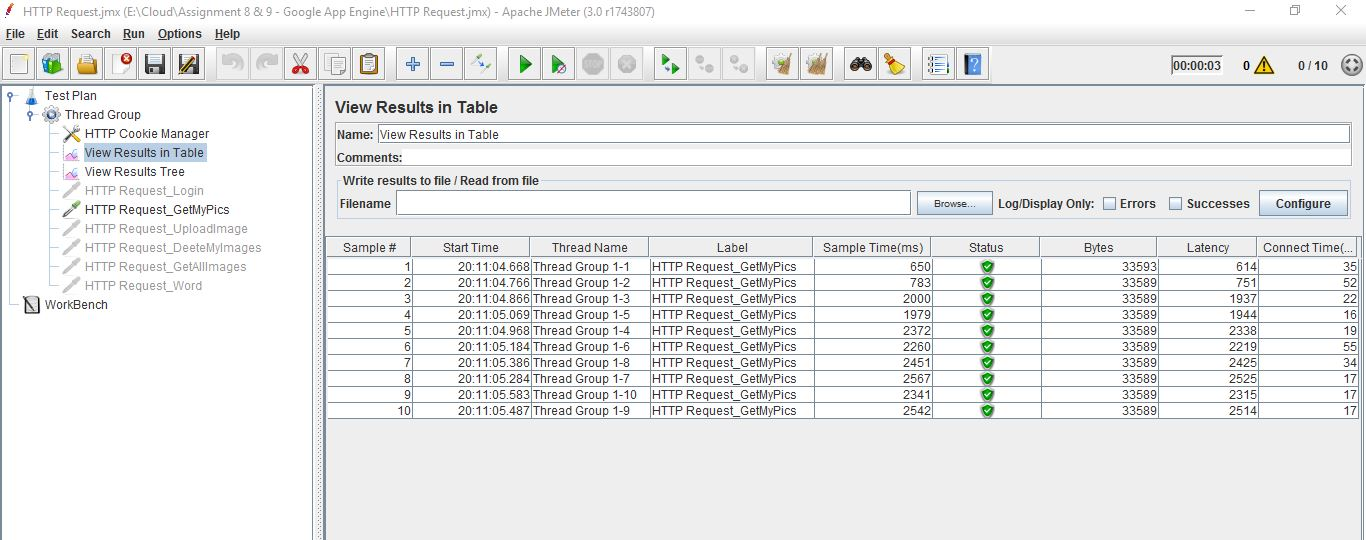 HTTP Request.jmx (E:\Cloud\Assignment 8 & 9 - Google App Engine\HTTP Request.jmx) - Apache JMeter (3.0 r1743807)
File Edit Search Run Options Help
00:00:03 0 0 / 10
Test Plan
Thread Group
HTTP Cookie Manager
View Results in Table
View Results Tree
HTTP Request_Login
HTTP Request_GetMyPics
HTTP Request_UploadImage
HTTP Request_DeeteMyImages
HTTP Request_GetAllImages
HTTP Request_Word
WorkBench
View Results in Table
Name: View Results in Table
Comments:
Write results to file / Read from file
Filename Browse... Log/Display Only: Errors Successes Configure
Sample # Start Time Thread Name Label Sample Time(ms) Status Bytes Latency Connect Time(...
1 20:11:04.668 Thread Group 1-1 HTTP Request_GetMyPics 650 33593 614 35
2 20:11:04.766 Thread Group 1-2 HTTP Request_GetMyPics 783 33589 751 52
3 20:11:04.866 Thread Group 1-3 HTTP Request_GetMyPics 2000 33589 1937 22
4 20:11:05.069 Thread Group 1-5 HTTP Request_GetMyPics 1979 33589 1944 16
5 20:11:04.968 Thread Group 1-4 HTTP Request_GetMyPics 2372 33589 2338 19
6 20:11:05.184 Thread Group 1-6 HTTP Request_GetMyPics 2260 33589 2219 55
7 20:11:05.386 Thread Group 1-8 HTTP Request_GetMyPics 2451 33589 2425 34
8 20:11:05.284 Thread Group 1-7 HTTP Request_GetMyPics 2567 33589 2525 17
9 20:11:05.583 Thread Group 1-10 HTTP Request_GetMyPics 2341 33589 2315 17
10 20:11:05.487 Thread Group 1-9 HTTP Request_GetMyPics 2542 33589 2514 17